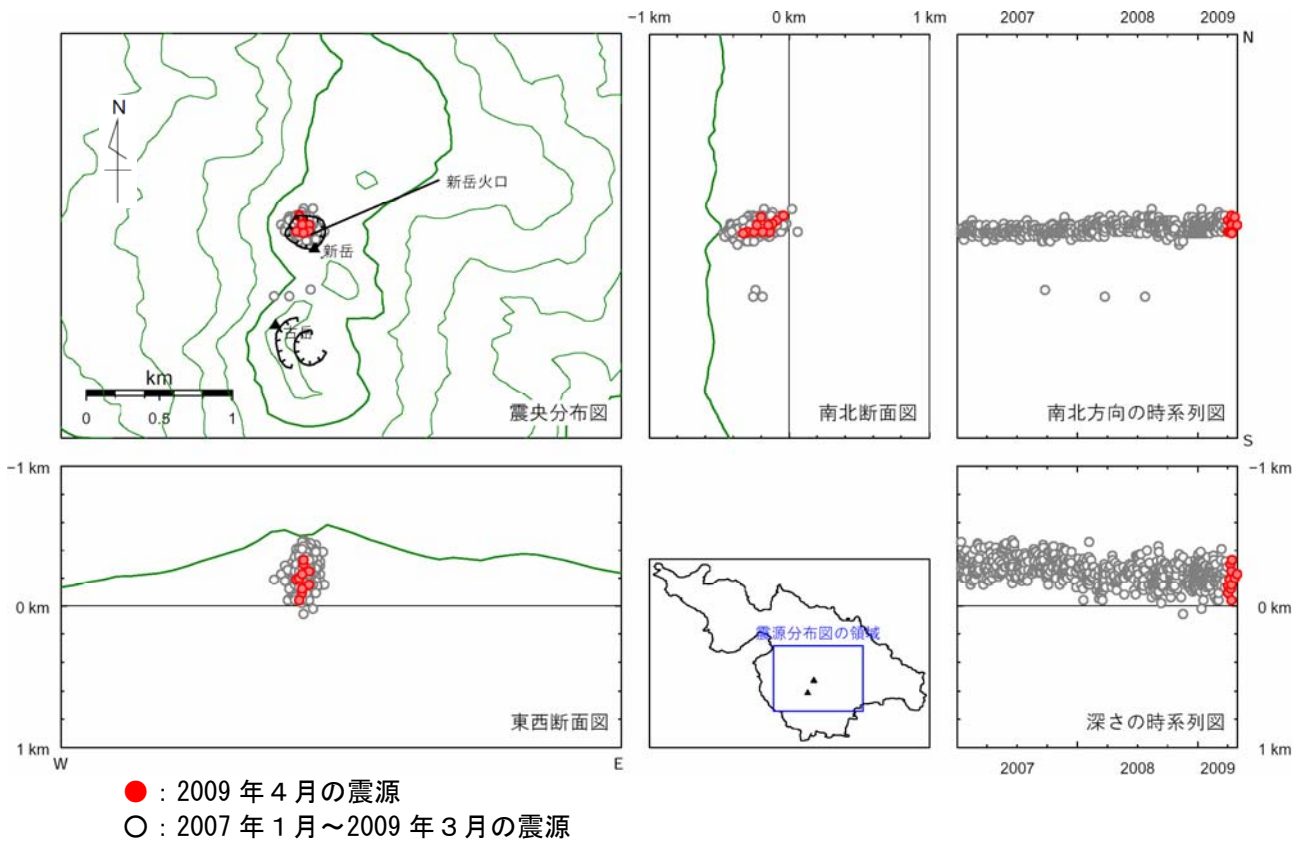 −1 km 0 km 1 km 2007 2008 2009
N
N
新岳火口
新岳
古岳
km
0 0.5 1
震央分布図
南北断面図
南北方向の時系列図
S
−1 km
−1 km
0 km
0 km
震源分布図の領域
東西断面図
深さの時系列図
1 km
1 km
W
E
2007 2008 2009
● : 2009 年４月の震源
○ : 2007 年１月～2009 年３月の震源